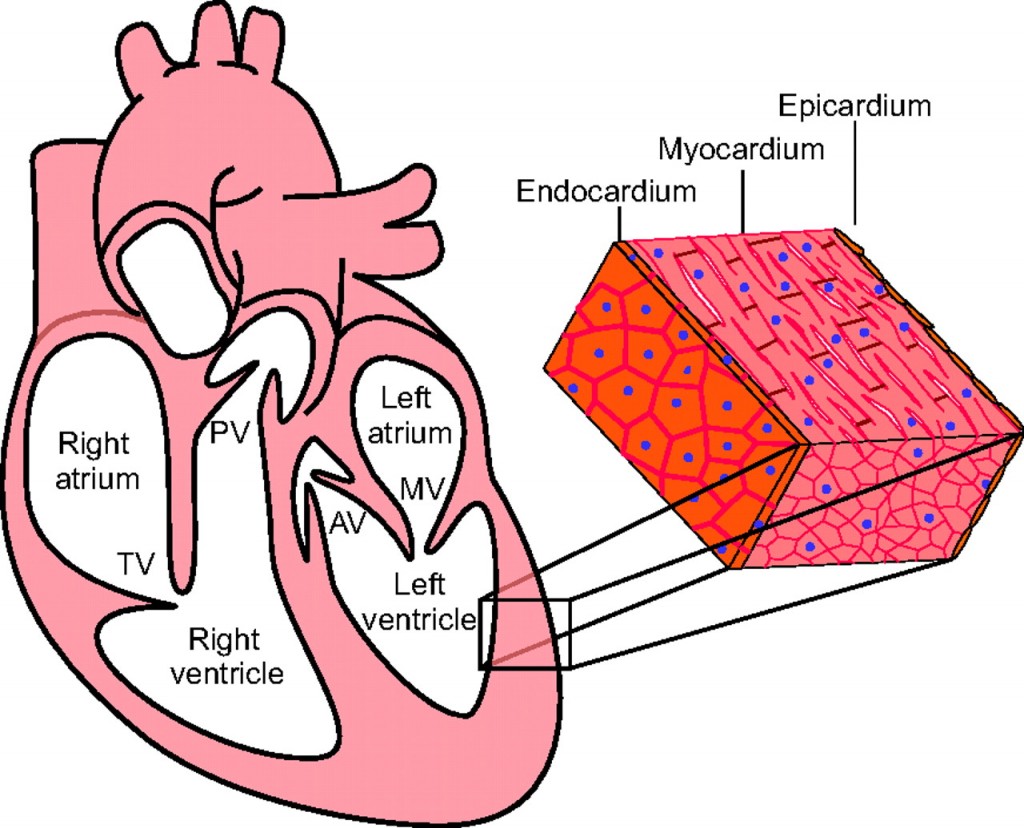 Epicardium
Myocardium
Endocardium
Left
atrium
PV
Right
atrium
MV
AV
TV
Left
ventricle
Right
ventricle